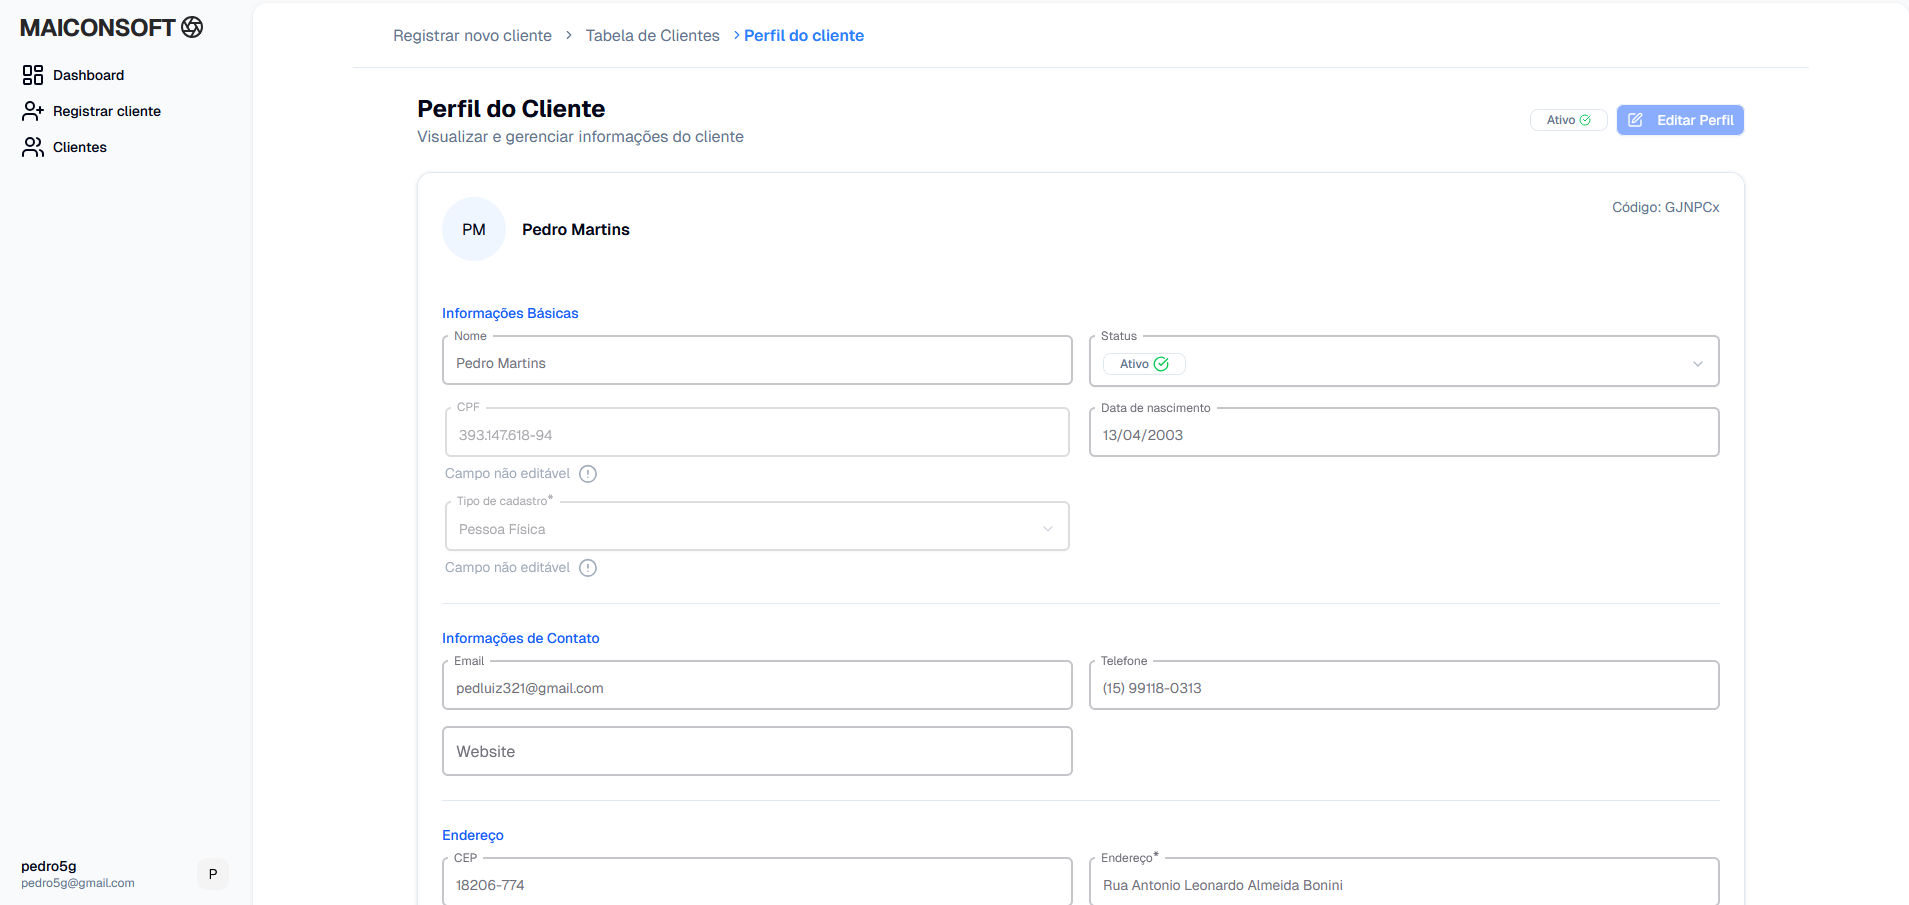 MAICONSOFT
Dashboard
Registrar cliente
Clientes
pedro5g
pedro5g@gmail.com
P
Registrar novo cliente > Tabela de Clientes > Perfil do cliente
Perfil do Cliente
Visualizar e gerenciar informações do cliente
Ativo
Editar Perfil
PM
Pedro Martins
Código: GJNPCx
Informações Básicas
Nome
Pedro Martins
Status
Ativo
CPF
393.147.618-94
Campo não editável
Data de nascimento
13/04/2003
Tipo de cadastro*
Pessoa Física
Campo não editável
Informações de Contato
Email
pedluiz321@gmail.com
Telefone
(15) 99118-0313
Website
Endereço
CEP
18206-774
Endereço*
Rua Antonio Leonardo Almeida Bonini